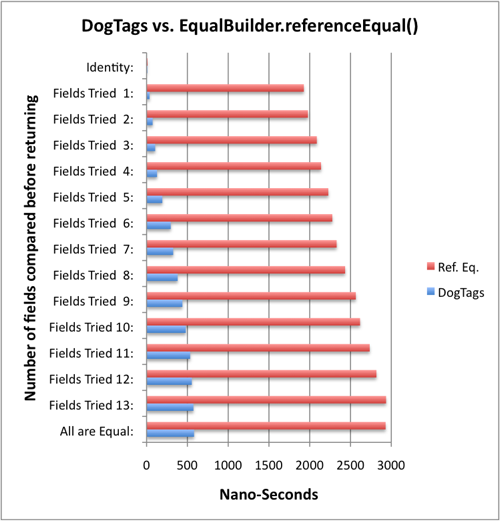 DogTags vs. EqualBuilder.referenceEqual()
Number of fields compared before returning
Identity:
Fields Tried 1:
Fields Tried 2:
Fields Tried 3:
Fields Tried 4:
Fields Tried 5:
Fields Tried 6:
Fields Tried 7:
Fields Tried 8:
Fields Tried 9:
Fields Tried 10:
Fields Tried 11:
Fields Tried 12:
Fields Tried 13:
All are Equal:
Ref. Eq.
DogTags
0 500 1000 1500 2000 2500 3000
Nano-Seconds